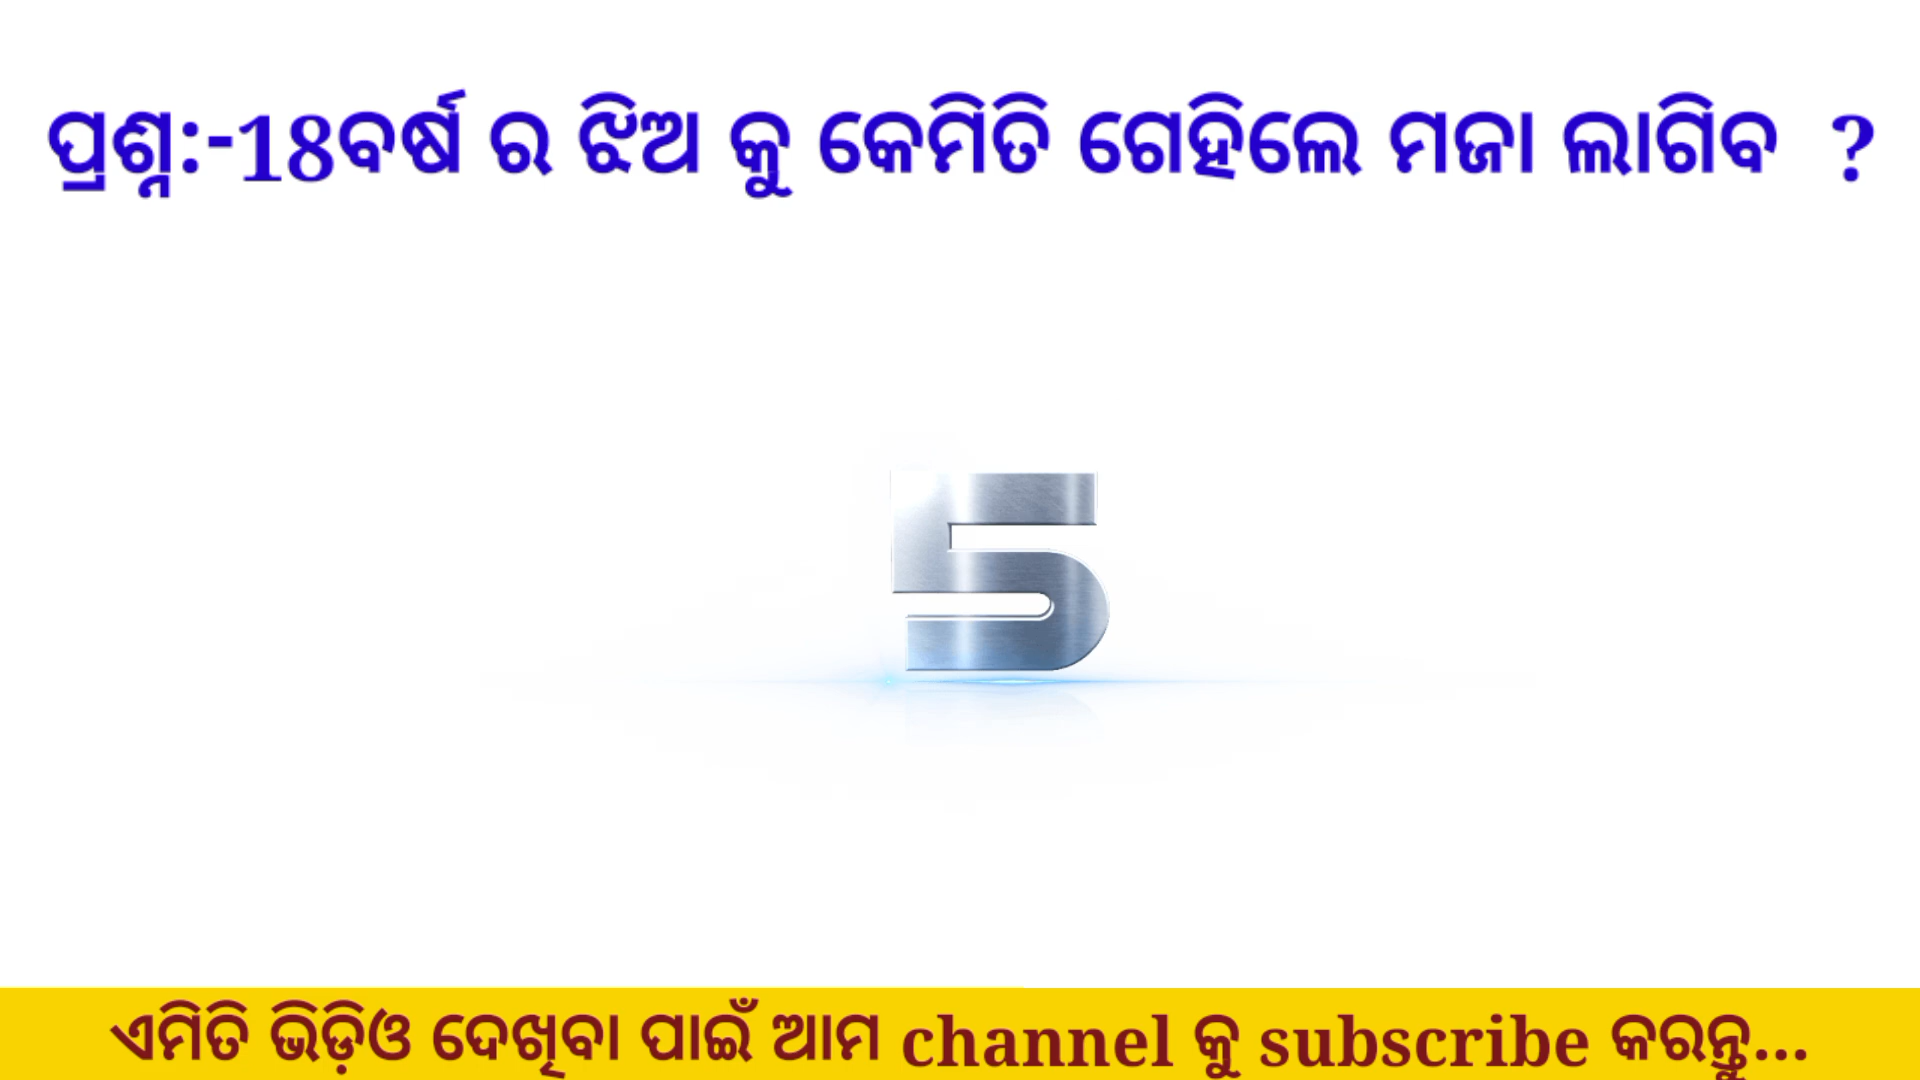 ପ୍ରଶ୍ନ:-18ବର୍ଷ ର ଝିଅ କୁ କେମିତି ଗେହିଲେ ମଜା ଲାଗିବ ?
5
ଏମିତି ଭିଡ଼ିଓ ଦେଖିବା ପାଇଁ ଆମ channel କୁ subscribe କରନ୍ତୁ...